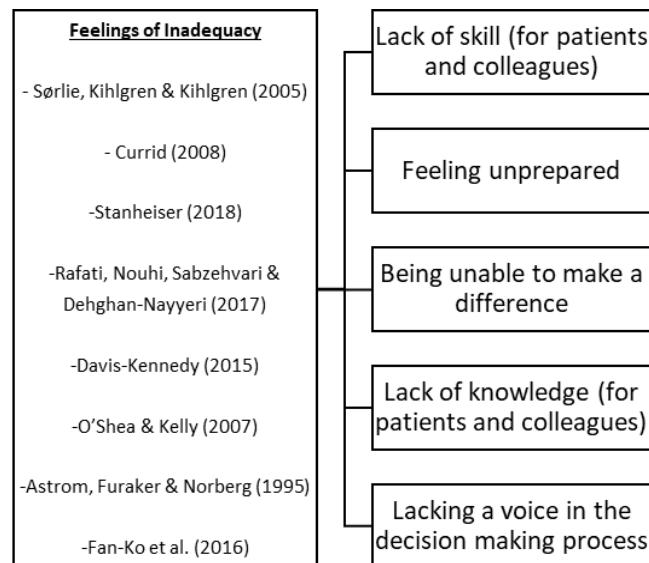 Feelings of Inadequacy
- Sørlie, Kihlgren & Kihlgren (2005)
- Currid (2008)
-Stanheiser (2018)
-Rafati, Nouhi, Sabzehvari &
Dehghan-Nayyeri (2017)
-Davis-Kennedy (2015)
-O'Shea & Kelly (2007)
-Astrom, Furaker & Norberg (1995)
-Fan-Ko et al. (2016)
Lack of skill (for patients
and colleagues)
Feeling unprepared
Being unable to make a
difference
Lack of knowledge (for
patients and colleagues)
Lacking a voice in the
decision making process